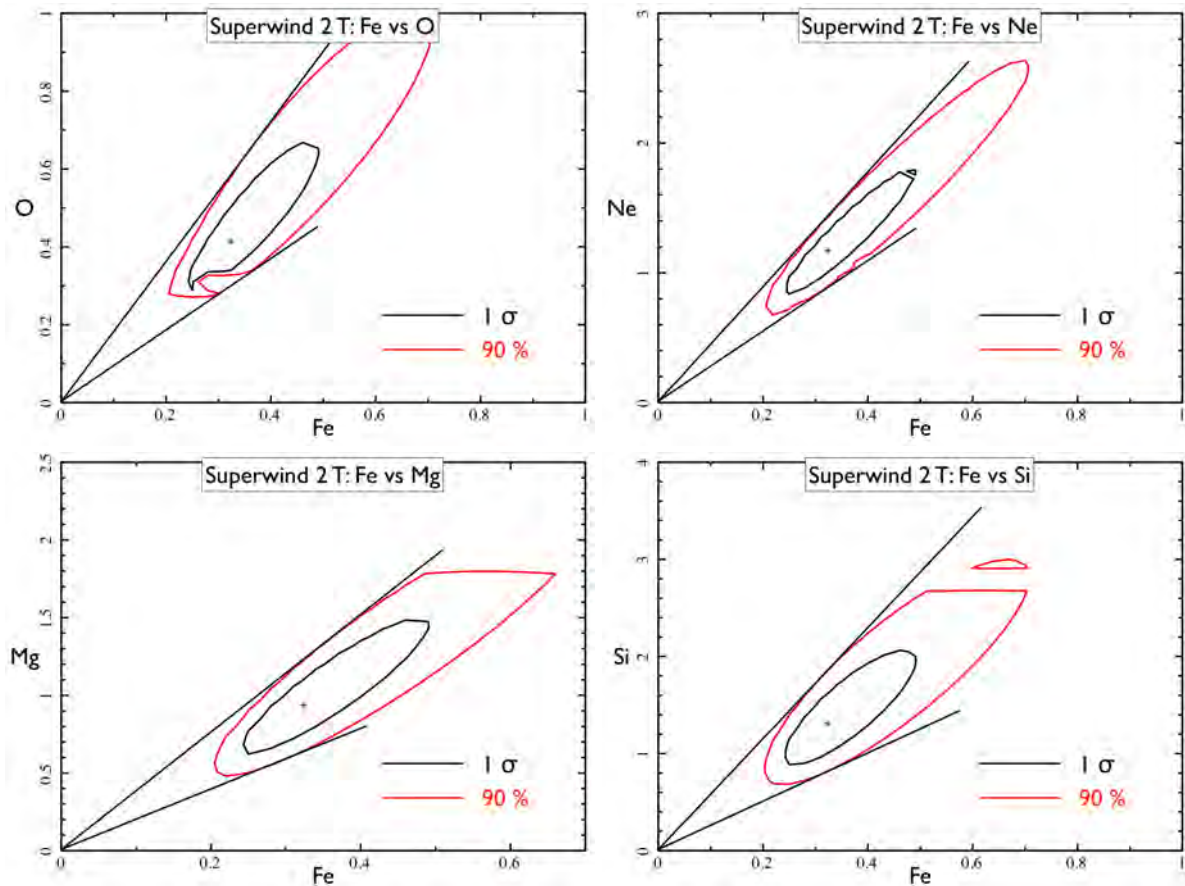 Superwind 2 T: Fe vs O
1
0.8
0.6
O
0.4
0.2
0
1 σ
90 %
0 0.2 0.4 0.6 0.8 1
Fe
Superwind 2 T: Fe vs Ne
3
2
Ne
1
0
1 σ
90 %
0 0.2 0.4 0.6 0.8 1
Fe
Superwind 2 T: Fe vs Mg
2.5
2
1.5
Mg
1
0.5
0
1 σ
90 %
0 0.2 0.4 0.6
Fe
Superwind 2 T: Fe vs Si
4
3
2
Si
1
0
1 σ
90 %
0 0.2 0.4 0.6 0.8 1
Fe